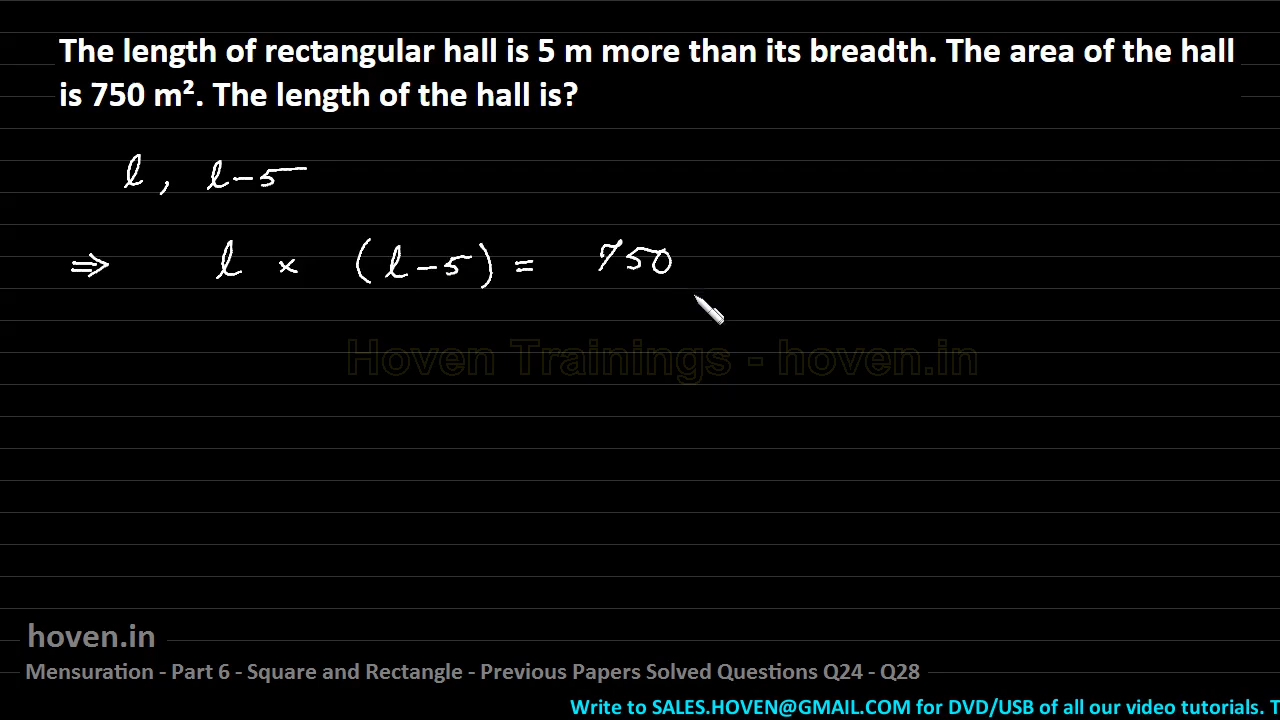 The length of rectangular hall is 5 m more than its breadth. The area of the hall
is 750 m². The length of the hall is?
l, l-5
⇒ l × (l-5) = 750
Hoven Trainings - hoven.in
hoven.in
Mensuration - Part 6 - Square and Rectangle - Previous Papers Solved Questions Q24 - Q28
Write to SALES.HOVEN@GMAIL.COM for DVD/USB of all our video tutorials. T